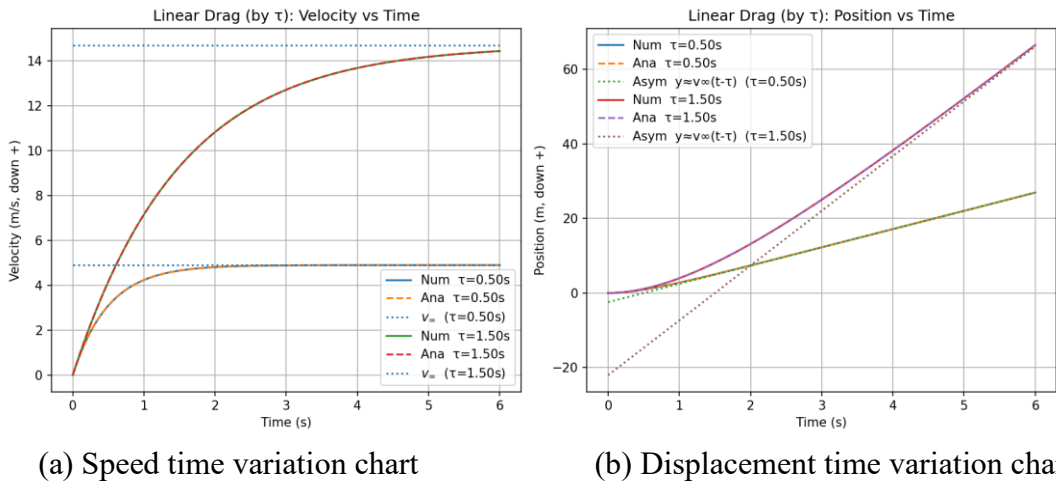 Linear Drag (by τ): Velocity vs Time
Velocity (m/s, down +)
14
12
10
8
6
4
2
0
Num τ=0.50s
Ana τ=0.50s
v∞ (τ=0.50s)
Num τ=1.50s
Ana τ=1.50s
v∞ (τ=1.50s)
0 1 2 3 4 5 6
Time (s)
(a) Speed time variation chart
Linear Drag (by τ): Position vs Time
Position (m, down +)
60
40
20
0
−20
Num τ=0.50s
Ana τ=0.50s
Asym y≈v∞(t-τ) (τ=0.50s)
Num τ=1.50s
Ana τ=1.50s
Asym y≈v∞(t-τ) (τ=1.50s)
0 1 2 3 4 5 6
Time (s)
(b) Displacement time variation cha